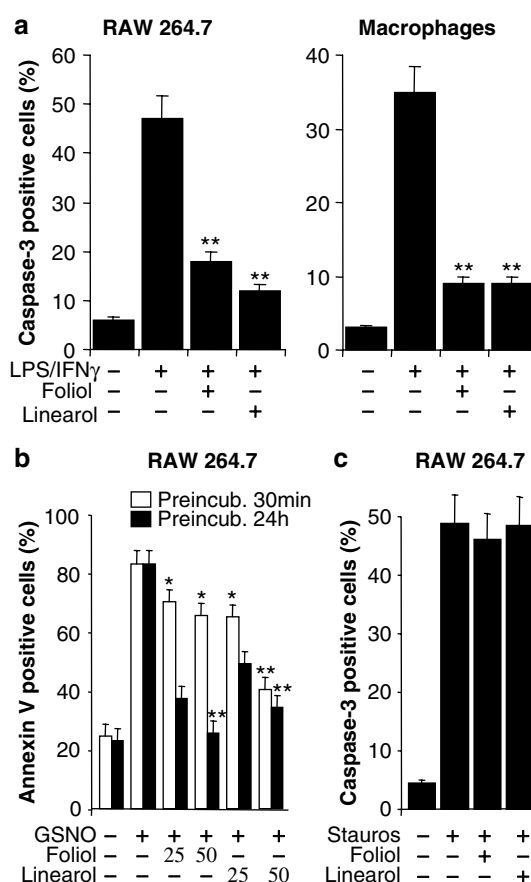 a RAW 264.7 Macrophages
Caspase-3 positive cells (%)
60
50
40
30
20
10
0
** **
40
30
20
10
0
** **
LPS/IFNγ – + + + – + + +
Foliol – – + – – – + –
Linearol – – – + – – – +
b RAW 264.7
Preincub. 30min
Preincub. 24h
Annexin V positive cells (%)
100
80
60
40
20
0
* * ** * ** **
GSNO – + + + + +
Foliol – – 25 50 – –
Linearol – – – – 25 50
c RAW 264.7
Caspase-3 positive cells (%)
50
40
30
20
10
0
Stauros – + + +
Foliol – – + –
Linearol – – – +